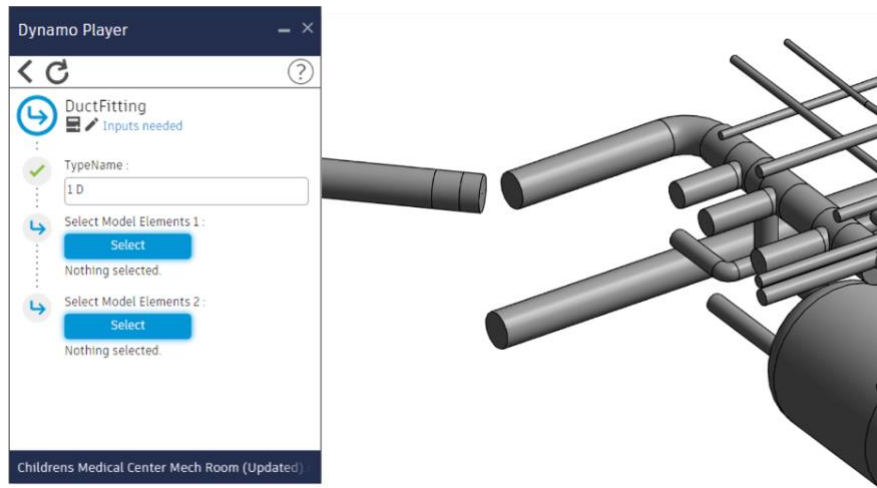 Dynamo Player
DuctFitting
Inputs needed
TypeName :
1 D
Select Model Elements 1 :
Select
Nothing selected.
Select Model Elements 2 :
Select
Nothing selected.
Childrens Medical Center Mech Room (Updated)